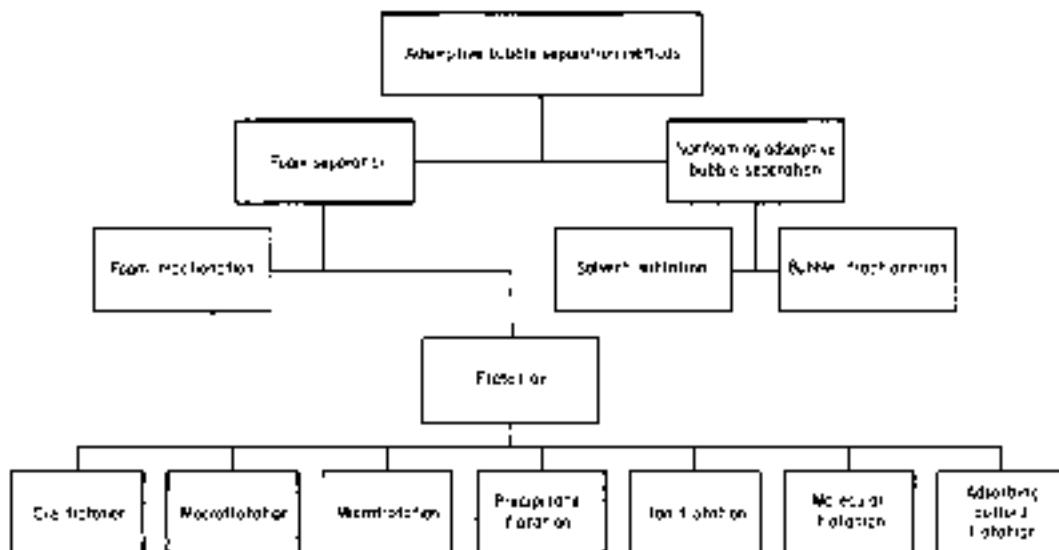 Adsorptive bubble separation methods
Foam separation
Nonfoaming adsorptive
bubble separation
Foam fractionation
Solvent sublation
Bubble fractionation
Flotation
Ore flotation
Macroflotation
Microflotation
Precipitate
flotation
Ion flotation
Molecular
flotation
Adsorbing
colloid
flotation